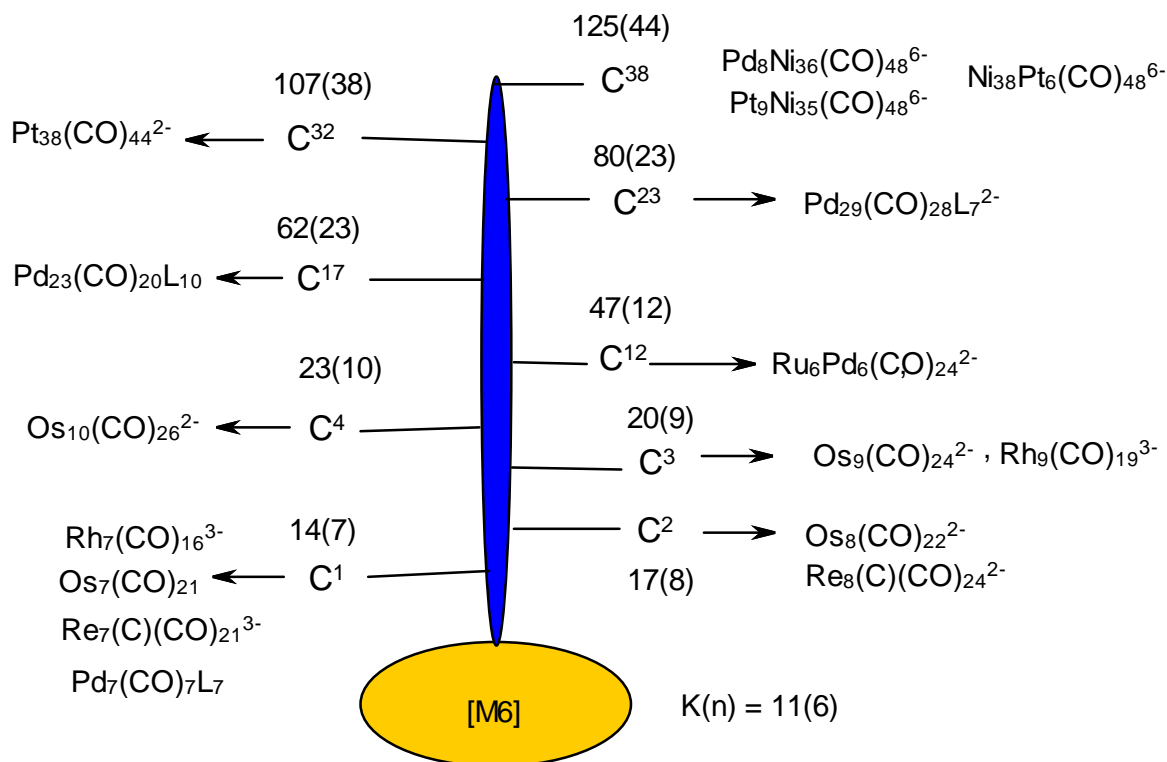 125(44)
C38
Pd8Ni36(CO)48 6-
Pt9Ni35(CO)48 6-
Ni38Pt6(CO)48 6-
107(38)
Pt38(CO)44 2-
C32
80(23)
C23
Pd29(CO)28L7 2-
62(23)
Pd23(CO)20L10
C17
47(12)
C12
Ru6Pd6(C,O)24 2-
23(10)
Os10(CO)26 2-
C4
20(9)
C3
Os9(CO)24 2- , Rh9(CO)19 3-
C2
17(8)
Os8(CO)22 2-
Re8(C)(CO)24 2-
14(7)
C1
Rh7(CO)16 3-
Os7(CO)21
Re7(C)(CO)21 3-
Pd7(CO)7L7
[M6]
K(n) = 11(6)